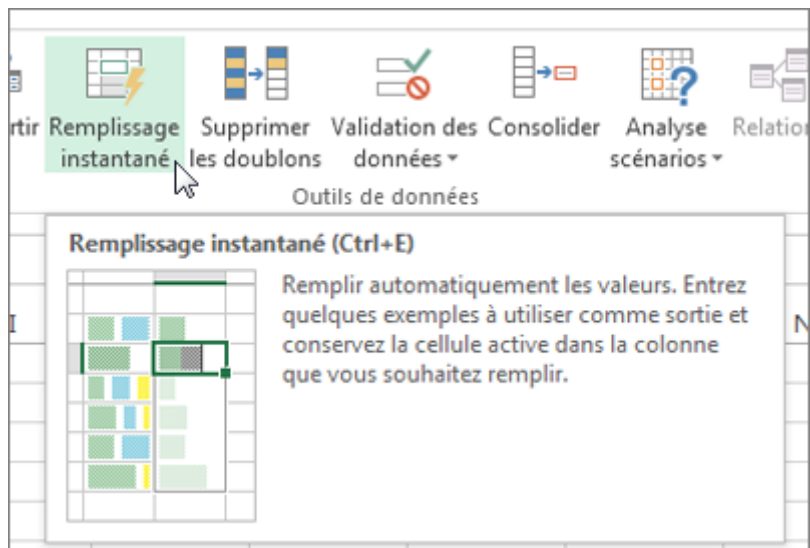 rtir Remplissage Supprimer Validation des Consolider Analyse Relation
instantané les doublons données scénarios
Outils de données
Remplissage instantané (Ctrl+E)
Remplir automatiquement les valeurs. Entrez
quelques exemples à utiliser comme sortie et
I conservez la cellule active dans la colonne N
que vous souhaitez remplir.